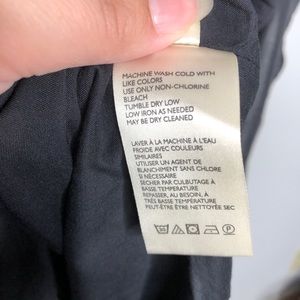 MACHINE WASH COLD WITH
LIKE COLORS
USE ONLY NON-CHLORINE
BLEACH
TUMBLE DRY LOW
LOW IRON AS NEEDED
MAY BE DRY CLEANED
LAVER À LA MACHINE À L'EAU
FROIDE AVEC COULEURS
SIMILAIRES
UTILISER UN AGENT DE
BLANCHIMENT SANS CHLORE
SI NÉCESSAIRE
SÉCHER PAR CULBUTAGE À
BASSE TEMPÉRATURE
REPASSER, AU BESOIN, À
TRÈS BASSE TEMPÉRATURE
PEUT-ÊTRE ÊTRE NETTOYÉE SEC